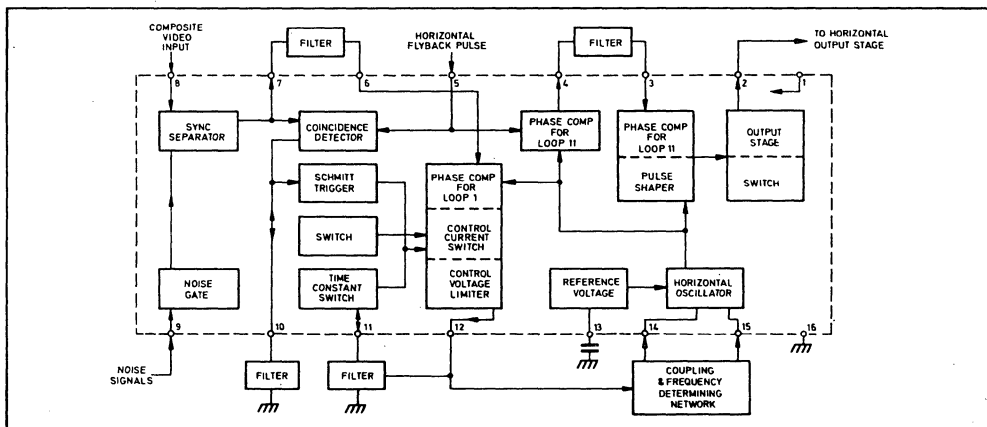 COMPOSITE
VIDEO
INPUT
FILTER
HORIZONTAL
FLYBACK PULSE
FILTER
TO HORIZONTAL
OUTPUT STAGE
8
7
6
5
4
3
2
1
SYNC
SEPARATOR
COINCIDENCE
DETECTOR
PHASE COMP
FOR
LOOP 11
PHASE COMP
FOR
LOOP 11
PULSE
SHAPER
OUTPUT
STAGE
SWITCH
SCHMITT
TRIGGER
PHASE COMP
FOR
LOOP 1
SWITCH
CONTROL
CURRENT
SWITCH
NOISE
GATE
TIME
CONSTANT
SWITCH
CONTROL
VOLTAGE
LIMITER
REFERENCE
VOLTAGE
HORIZONTAL
OSCILLATOR
9
10
11
12
13
14
15
16
NOISE
SIGNALS
FILTER
FILTER
COUPLING
& FREQUENCY
DETERMINING
NETWORK